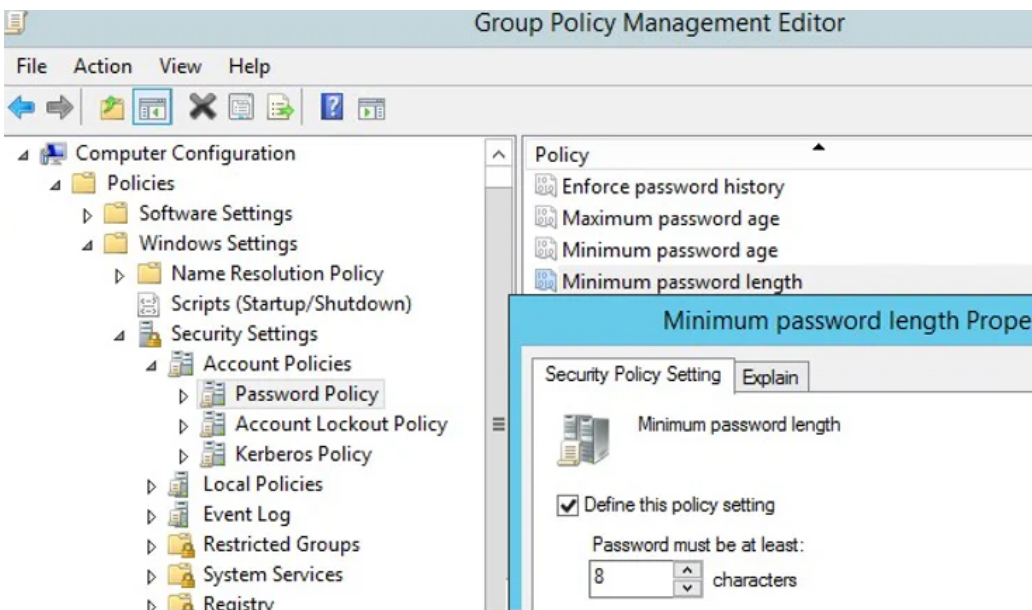 Group Policy Management Editor
File Action View Help
Computer Configuration
Policies
Software Settings
Windows Settings
Name Resolution Policy
Scripts (Startup/Shutdown)
Security Settings
Account Policies
Password Policy
Account Lockout Policy
Kerberos Policy
Local Policies
Event Log
Restricted Groups
System Services
Registry
Policy
Enforce password history
Maximum password age
Minimum password age
Minimum password length
Minimum password length Prope
Security Policy Setting Explain
Minimum password length
Define this policy setting
Password must be at least:
8 characters